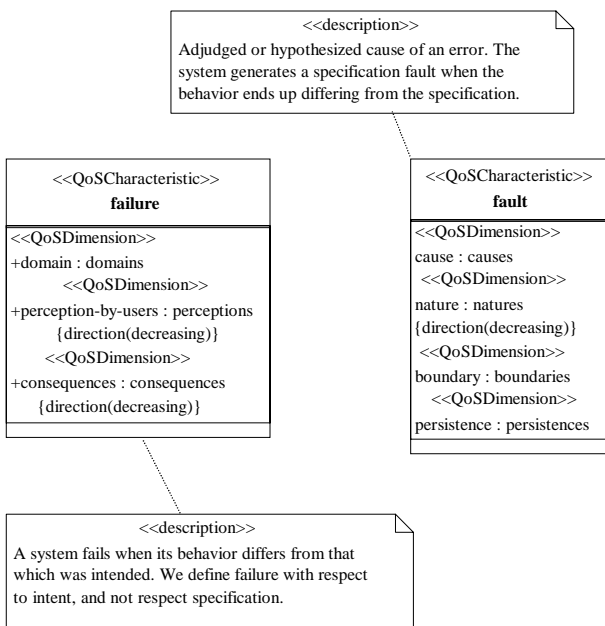 <<description>>
Adjudged or hypothesized cause of an error. The
system generates a specification fault when the
behavior ends up differing from the specification.
<<QoSCharacteristic>>
failure
<<QoSDimension>>
+domain : domains
<<QoSDimension>>
+perception-by-users : perceptions
{direction(decreasing)}
<<QoSDimension>>
+consequences : consequences
{direction(decreasing)}
<<QoSCharacteristic>>
fault
<<QoSDimension>>
cause : causes
<<QoSDimension>>
nature : natures
{direction(decreasing)}
<<QoSDimension>>
boundary : boundaries
<<QoSDimension>>
persistence : persistences
<<description>>
A system fails when its behavior differs from that
which was intended. We define failure with respect
to intent, and not respect specification.